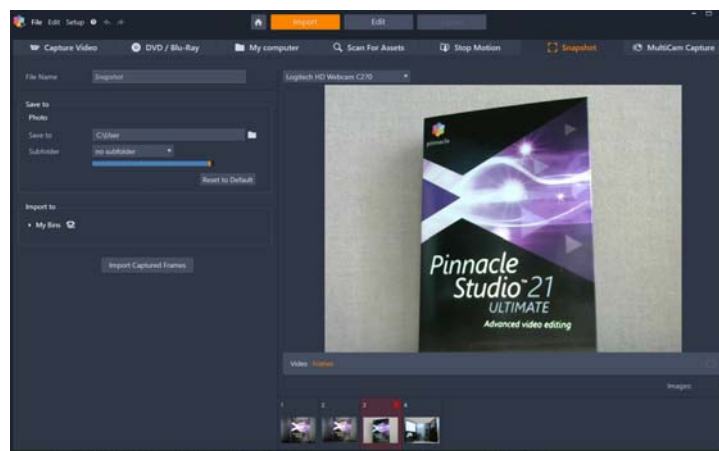 File Edit Setup
Import Edit
Capture Video DVD / Blu-Ray My computer Scan For Assets Stop Motion Snapshot MultiCam Capture
File Name Snapshot
Logitech HD Webcam C270
Save to
Photo
Save to C:\User
Subfolder no subfolder
Reset to Default
Import to
My Bins
Import Captured Frames
pinnacle
Pinnacle
Studio™21
ULTIMATE
Advanced video editing
Video Frames
Images:
1 2 3 4